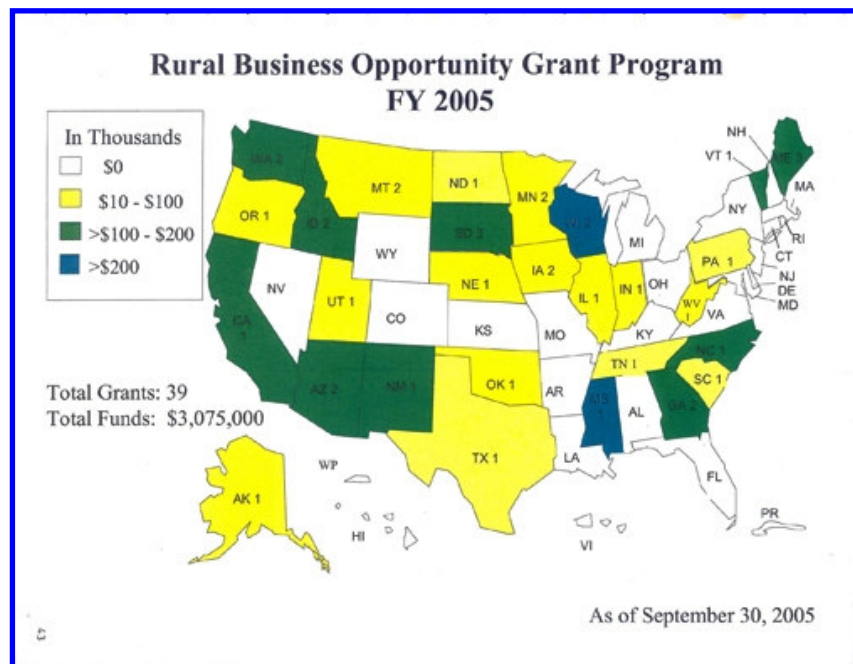 Rural Business Opportunity Grant Program
FY 2005
In Thousands
$0
$10 - $100
>$100 - $200
>$200
WA 2
OR 1
ID 2
MT 2
ND 1
MN 2
WI 2
MI
VT 1
NH
ME 3
MA
NY
RI
CT
NJ
DE
MD
PA 1
WY
NV
UT 1
CO
NE 1
IA 2
IL 1
IN 1
OH
WV
1
VA
KS
MO
KY
CA
AZ 2
NM 1
OK 1
AR
TN 1
NC 1
SC 1
GA 2
MS
AL
LA
TX 1
FL
Total Grants: 39
Total Funds: $3,075,000
AK 1
WP
HI
VI
PR
As of September 30, 2005
43